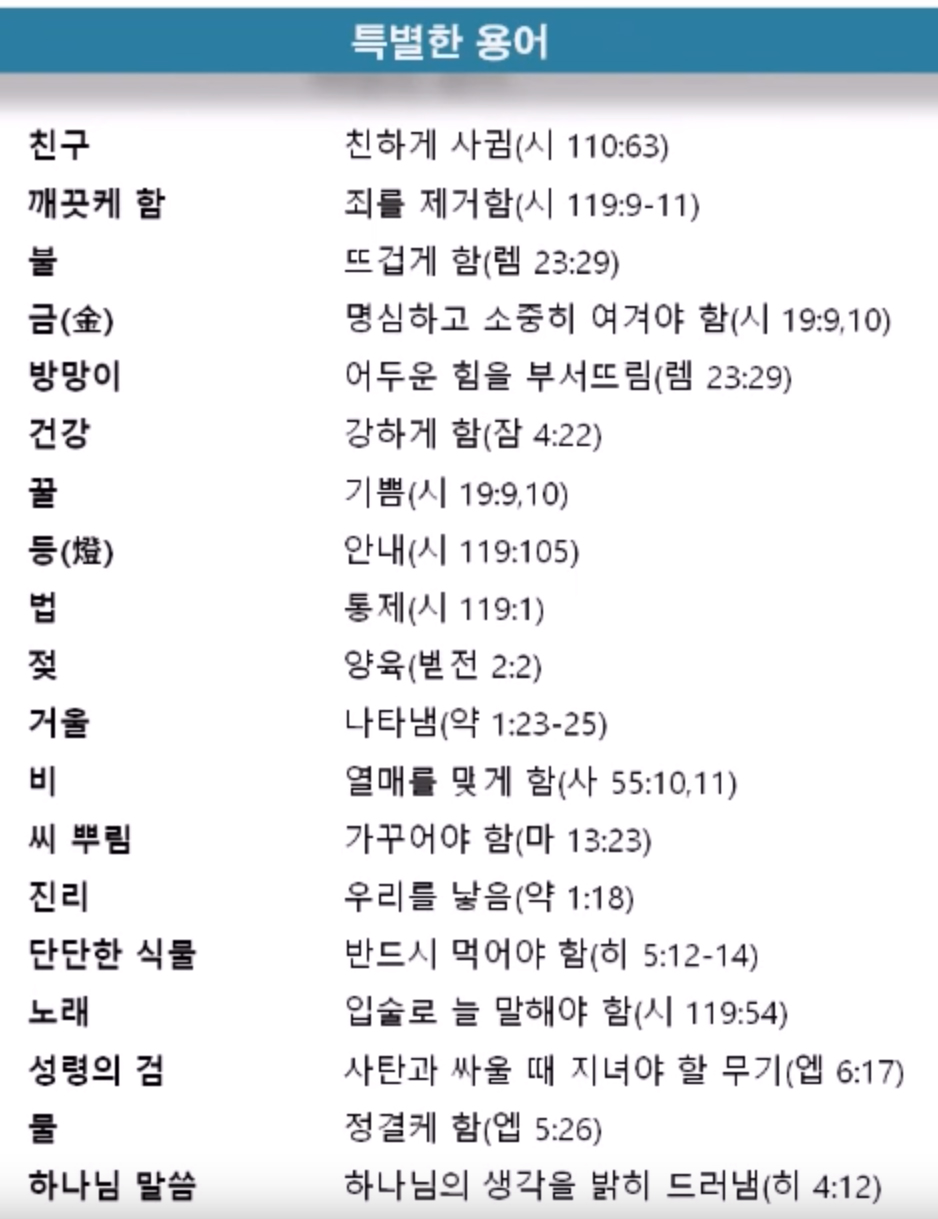 특별한 용어
친구 친하게 사귐(시 110:63)
깨끗케 함 죄를 제거함(시 119:9-11)
불 뜨겁게 함(렘 23:29)
금(金) 명심하고 소중히 여겨야 함(시 19:9,10)
방망이 어두운 힘을 부서뜨림(렘 23:29)
건강 강하게 함(잠 4:22)
꿀 기쁨(시 19:9,10)
등(燈) 안내(시 119:105)
법 통제(시 119:1)
젖 양육(벧전 2:2)
거울 나타냄(약 1:23-25)
비 열매를 맺게 함(사 55:10,11)
씨 뿌림 가꾸어야 함(마 13:23)
진리 우리를 낳음(약 1:18)
단단한 식물 반드시 먹어야 함(히 5:12-14)
노래 입술로 늘 말해야 함(시 119:54)
성령의 검 사탄과 싸울 때 지녀야 할 무기(엡 6:17)
물 정결케 함(엡 5:26)
하나님 말씀 하나님의 생각을 밝히 드러냄(히 4:12)